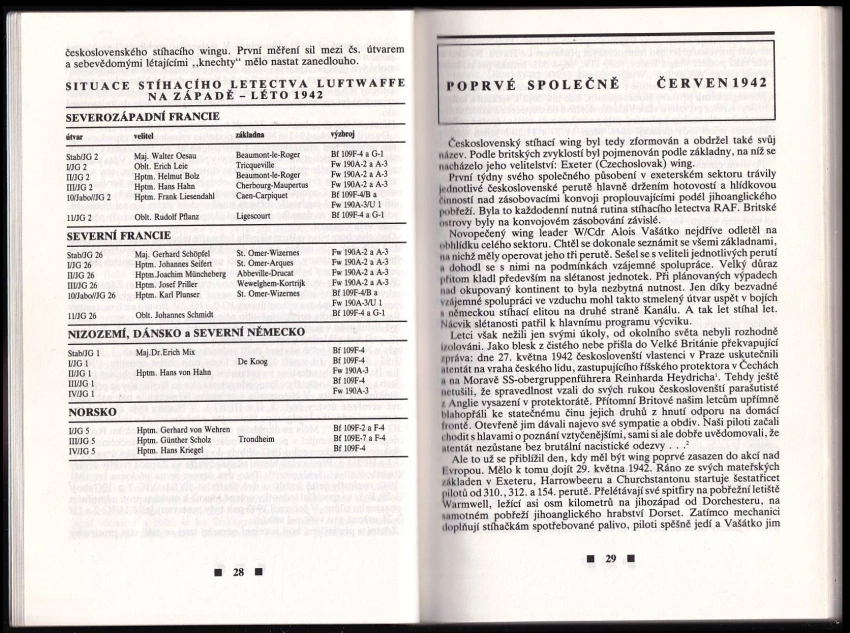 československého stíhacího wingu. První měření sil mezi čs. útvarem
a sebevědomými létajícími „knechty" mělo nastat zanedlouho.
SITUACE STÍHACÍHO LETECTVA LUFTWAFFE
NA ZÁPADĚ – LÉTO 1942
SEVEROZÁPADNÍ FRANCIE
útvar velitel základna výzbroj
Stab/JG 2 Maj. Walter Oesau Beaumont-le-Roger Bf 109F-4 a G-1
I/JG 2 Oblt. Erich Leie Tricqueville Fw 190A-2 a A-3
II/JG 2 Hptm. Helmut Bolz Beaumont-le-Roger Fw 190A-2 a A-3
III/JG 2 Hptm. Hans Hahn Cherbourg-Maupertus Fw 190A-2 a A-3
10/Jabo//JG 2 Hptm. Frank Liesendahl Caen-Carpiquet Bf 109F-4/B a
Fw 190A-3/U 1
11/JG 2 Oblt. Rudolf Pflanz Ligescourt Bf 109F-4 a G-1
SEVERNÍ FRANCIE
Stab/JG 26 Maj. Gerhard Schöpfel St. Omer-Wizernes Fw 190A-2 a A-3
I/JG 26 Hptm. Johannes Seifert St. Omer-Arques Fw 190A-2 a A-3
II/JG 26 Hptm.Joachim Müncheberg Abbeville-Drucat Fw 190A-2 a A-3
III/JG 26 Hptm. Josef Priller Wewelghem-Kortrijk Fw 190A-2 a A-3
10/Jabo//JG 26 Hptm. Karl Plunser St. Omer-Wizernes Bf 109F-4/B a
Fw 190A-3/U 1
11/JG 26 Oblt. Johannes Schmidt Bf 109F-4 a G-1
NIZOZEMÍ, DÁNSKO a SEVERNÍ NĚMECKO
Stab/JG 1 Maj.Dr.Erich Mix Bf 109F-4
I/JG 1 De Koog Bf 109F-4
II/JG 1 Hptm. Hans von Hahn Fw 190A-3
III/JG 1 Bf 109F-4
IV/JG 1 Fw 190A-3
NORSKO
I/JG 5 Hptm. Gerhard von Wehren Bf 109F-2 a F-4
III/JG 5 Hptm. Günther Scholz Trondheim Bf 109E-7 a F-4
IV/JG 5 Hptm. Hans Kriegel Bf 109F-4
■ 28 ■
POPRVÉ SPOLEČNĚ ČERVEN 1942
Československý stíhací wing byl tedy zformován a obdržel také svůj
název. Podle britských zvyklostí byl pojmenován podle základny, na níž se
nacházelo jeho velitelství: Exeter (Czechoslovak) wing.
První týdny svého společného působení v exeterském sektoru trávily
jednotlivé československé perutě hlavně držením hotovostí a hlídkovou
činností nad zásobovacími konvoji proplouvajícími podél jihoanglického
pobřeží. Byla to každodenní nutná rutina stíhacího letectva RAF. Britské
ostrovy byly na konvojovém zásobování závislé.
Novopečený wing leader W/Cdr Alois Vašátko nejdříve odletěl na
obhlídku celého sektoru. Chtěl se dokonale seznámit se všemi základnami,
na nichž měly operovat jeho tři perutě. Sešel se s veliteli jednotlivých perutí
a dohodl se s nimi na podmínkách vzájemné spolupráce. Velký důraz
přitom kladl především na slétanost jednotek. Při plánovaných výpadech
nad okupovaný kontinent to byla nezbytná nutnost. Jen díky bezvadné
vzájemné spolupráci ve vzduchu mohl takto stmelený útvar uspět v bojích
s německou stíhací elitou na druhé straně Kanálu. A tak létal hst.
Nácvik slétanosti patřil k hlavnímu programu výcviku.
Letci však nežili jen svými úkoly, od okolního světa nebyli rozhodně
izolováni. Jako blesk z čistého nebe přišla do Velké Británie překvapující
zpráva: dne 27. května 1942 českoslovenští vlastenci v Praze uskutečnili
atentát na vraha českého lidu, zastupujícího říšského protektora v Čechách
a na Moravě SS-obergruppenführera Reinharda Heydricha¹. Tehdy ještě
netušili, že spravedlnost vzali do svých rukou českoslovenští parašutisté
z Anglie vysazení v protektorátě. Přítomní Britové našim letcům upřímně
blahopřáli ke statečnému činu jejich druhů z hnutí odporu na domácí
frontě. Otevřeně jim dávali najevo své sympatie a obdiv. Naši piloti začali
chodit s hlavami o poznání vztyčenějšími, sami si ale dobře uvědomovali, že
atentát nezůstane bez brutální nacistické odezvy . . .²
Ale to už se přiblížil den, kdy měl být wing poprvé zasazen do akcí nad
Evropou. Mělo k tomu dojít 29. května 1942. Ráno ze svých mateřských
základen v Exeteru, Harrowbeeru a Churchstantonu startuje šestatřicet
pilotů od 310., 312. a 154. perutě. Přelétávají své spitfiry na pobřežní letiště
Warmwell, ležící asi osm kilometrů na jihozápad od Dorchesteru, na
samotném pobřeží jihoanglického hrabství Dorset. Zatímco mechanici
doplňují stíhačkám spotřebované palivo, piloti spěšně jedí a Vašátko jim
■ 29 ■